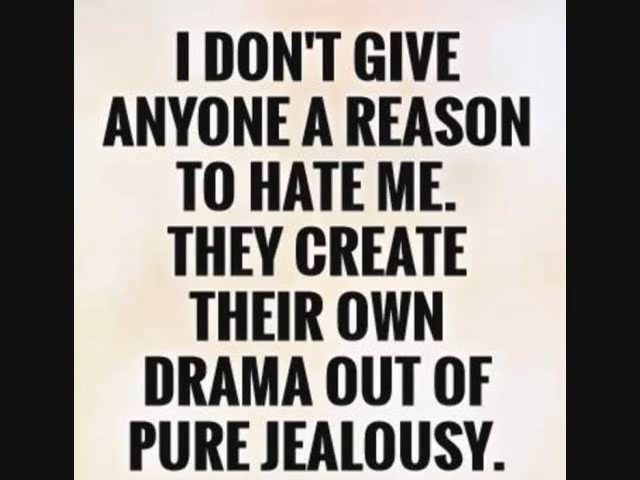 I DON'T GIVE
ANYONE A REASON
TO HATE ME.
THEY CREATE
THEIR OWN
DRAMA OUT OF
PURE JEALOUSY.